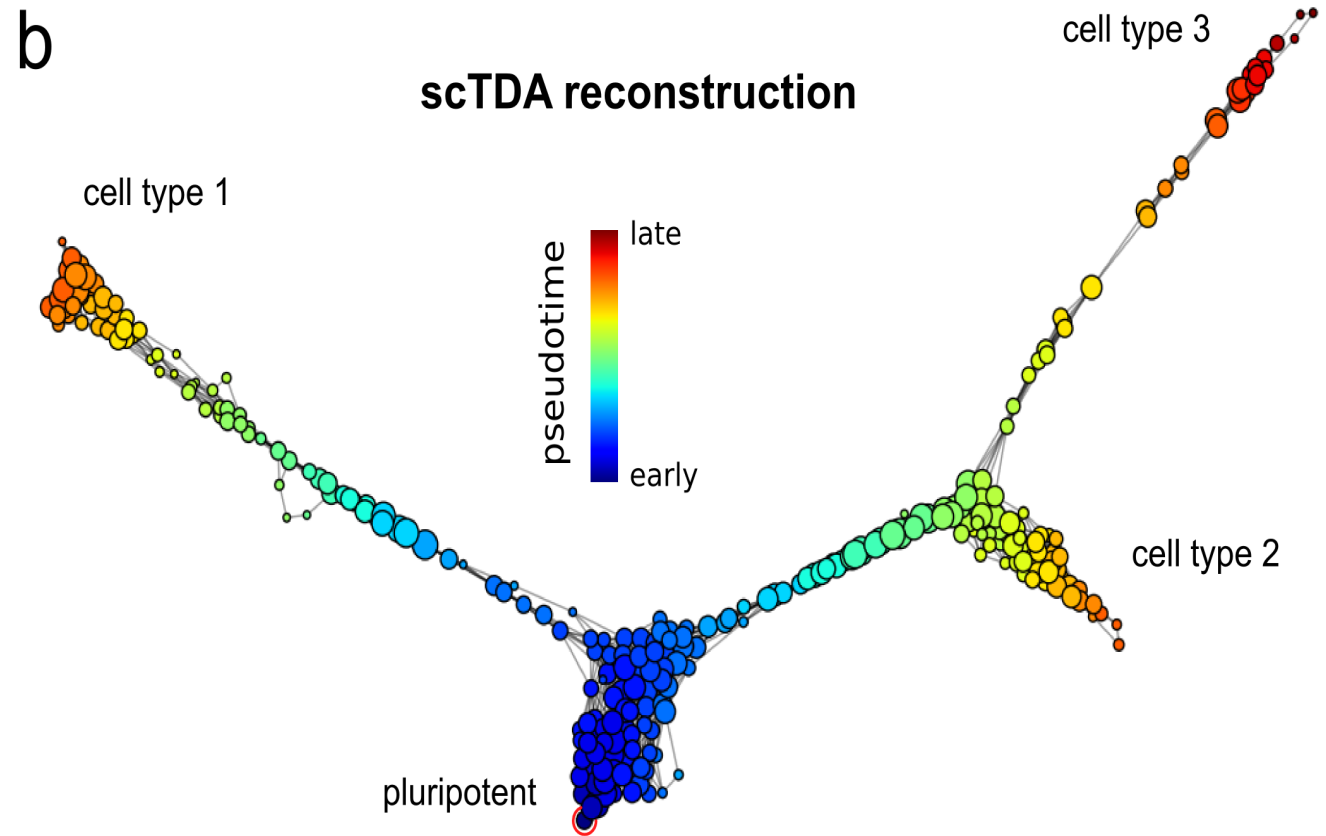 b
cell type 3
scTDA reconstruction
cell type 1
late
pseudotime
early
cell type 2
pluripotent